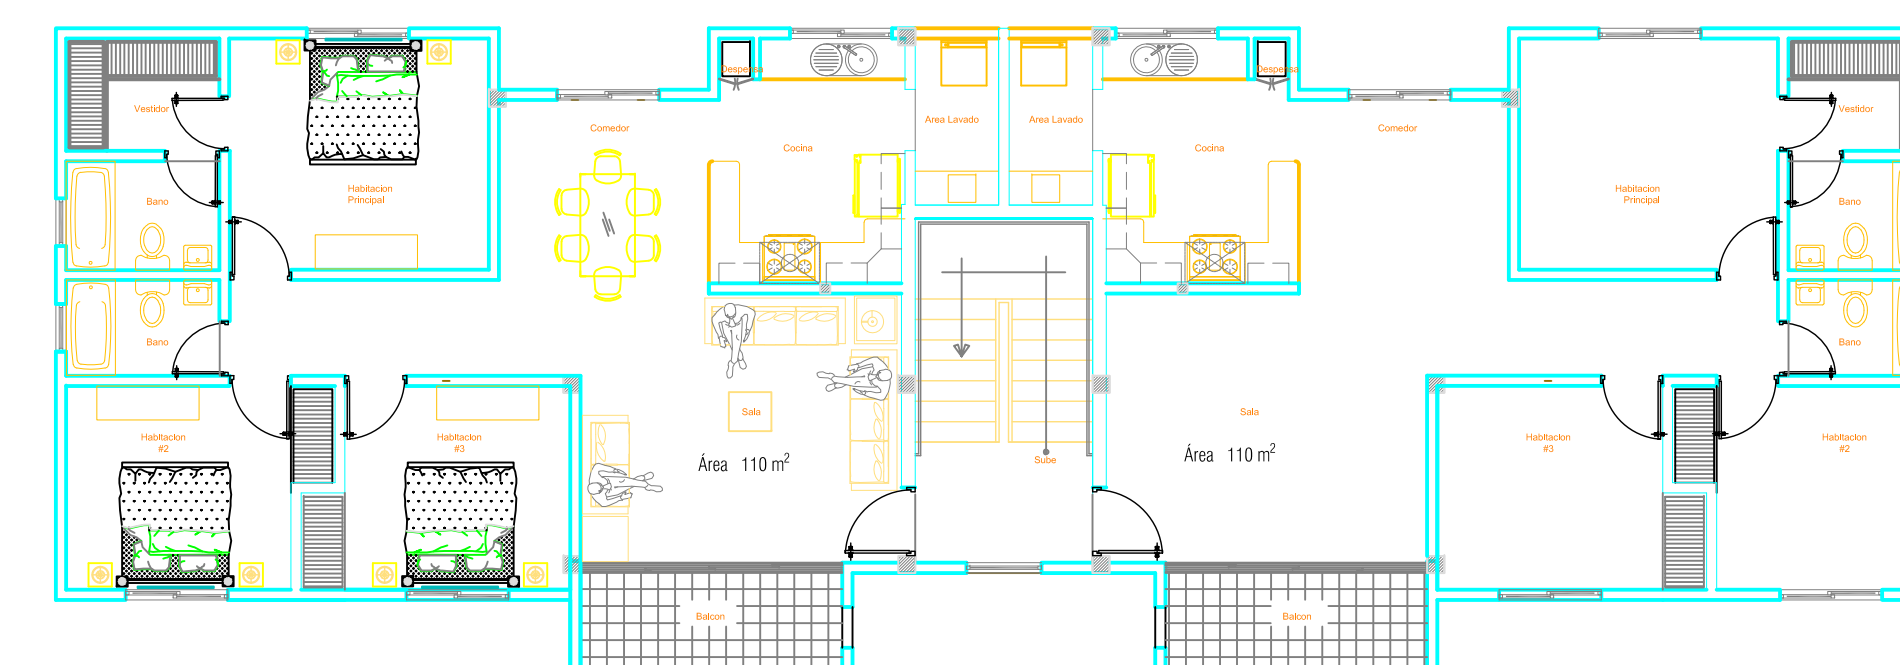 Despensa
Despensa
Vestidor
Comedor
Area Lavado
Area Lavado
Comedor
Vestidor
Cocina
Cocina
Habitacion
Principal
Bano
Habitacion
Principal
Bano
Bano
Bano
Sala
Sala
Habitacion
#2
Habitacion
#3
Área 110 m²
Sube
Área 110 m²
Habitacion
#3
Habitacion
#2
Balcon
Balcon